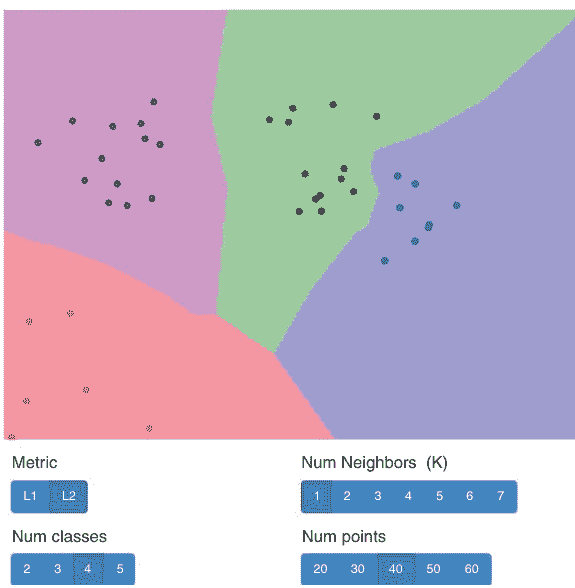 Metric
L1 L2
Num classes
2 3 4 5
Num Neighbors (K)
1 2 3 4 5 6 7
Num points
20 30 40 50 60